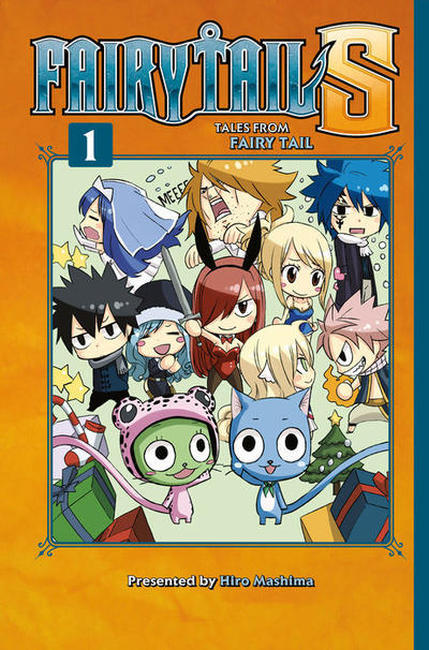 FAIRY TAIL S
TALES FROM
FAIRY TAIL
1
MEEE
Presented by Hiro Mashima